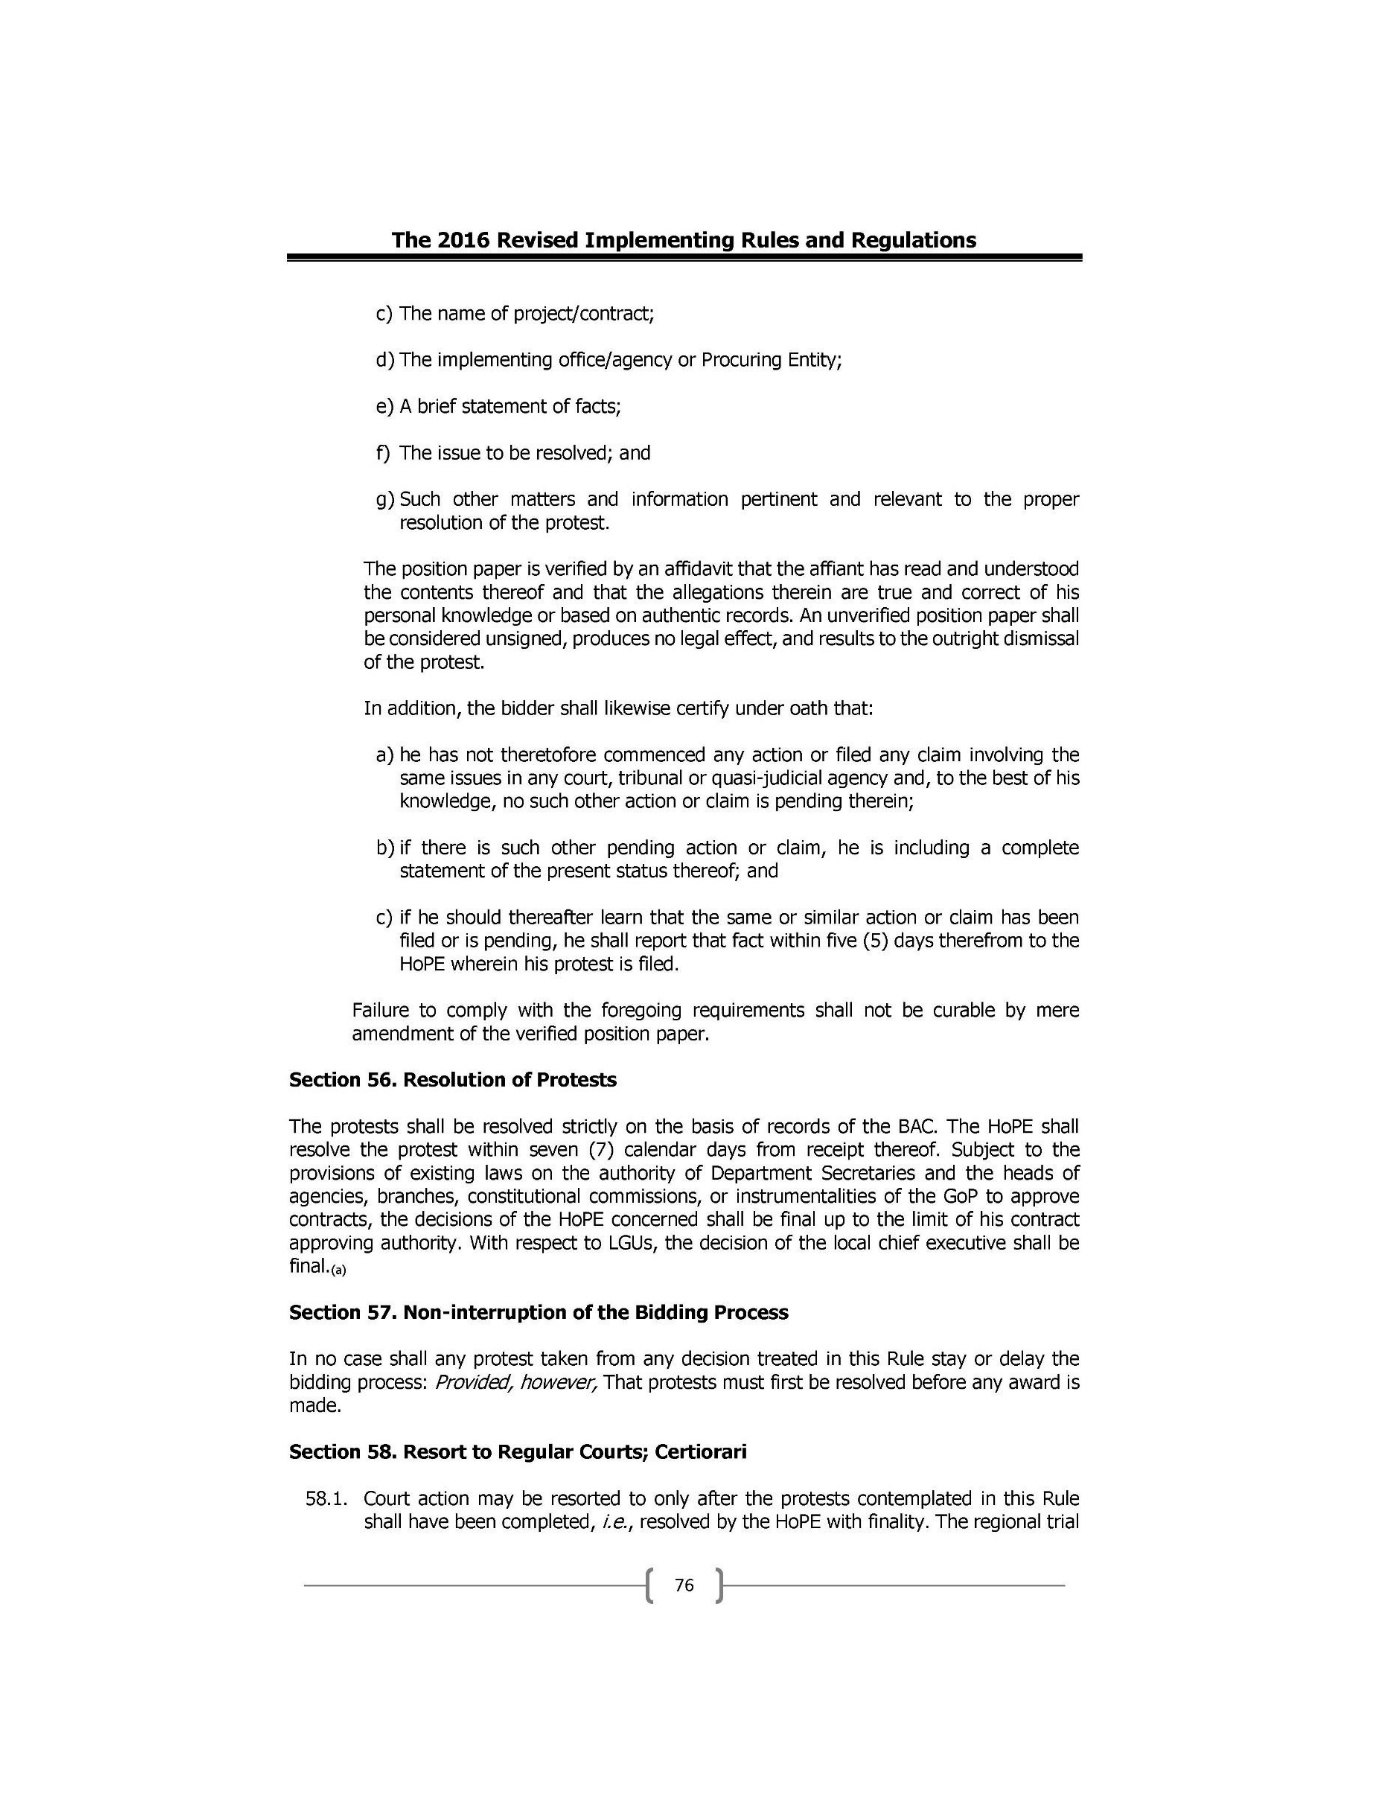 The 2016 Revised Implementing Rules and Regulations
c) The name of project/contract;
d) The implementing office/agency or Procuring Entity;
e) A brief statement of facts;
f) The issue to be resolved; and
g) Such other matters and information pertinent and relevant to the proper
resolution of the protest.
The position paper is verified by an affidavit that the affiant has read and understood
the contents thereof and that the allegations therein are true and correct of his
personal knowledge or based on authentic records. An unverified position paper shall
be considered unsigned, produces no legal effect, and results to the outright dismissal
of the protest.
In addition, the bidder shall likewise certify under oath that:
a) he has not theretofore commenced any action or filed any claim involving the
same issues in any court, tribunal or quasi-judicial agency and, to the best of his
knowledge, no such other action or claim is pending therein;
b) if there is such other pending action or claim, he is including a complete
statement of the present status thereof; and
c) if he should thereafter learn that the same or similar action or claim has been
filed or is pending, he shall report that fact within five (5) days therefrom to the
HoPE wherein his protest is filed.
Failure to comply with the foregoing requirements shall not be curable by mere
amendment of the verified position paper.
Section 56. Resolution of Protests
The protests shall be resolved strictly on the basis of records of the BAC. The HoPE shall
resolve the protest within seven (7) calendar days from receipt thereof. Subject to the
provisions of existing laws on the authority of Department Secretaries and the heads of
agencies, branches, constitutional commissions, or instrumentalities of the GoP to approve
contracts, the decisions of the HoPE concerned shall be final up to the limit of his contract
approving authority. With respect to LGUs, the decision of the local chief executive shall be
final.(a)
Section 57. Non-interruption of the Bidding Process
In no case shall any protest taken from any decision treated in this Rule stay or delay the
bidding process: Provided, however, That protests must first be resolved before any award is
made.
Section 58. Resort to Regular Courts; Certiorari
58.1. Court action may be resorted to only after the protests contemplated in this Rule
shall have been completed, i.e., resolved by the HoPE with finality. The regional trial
76